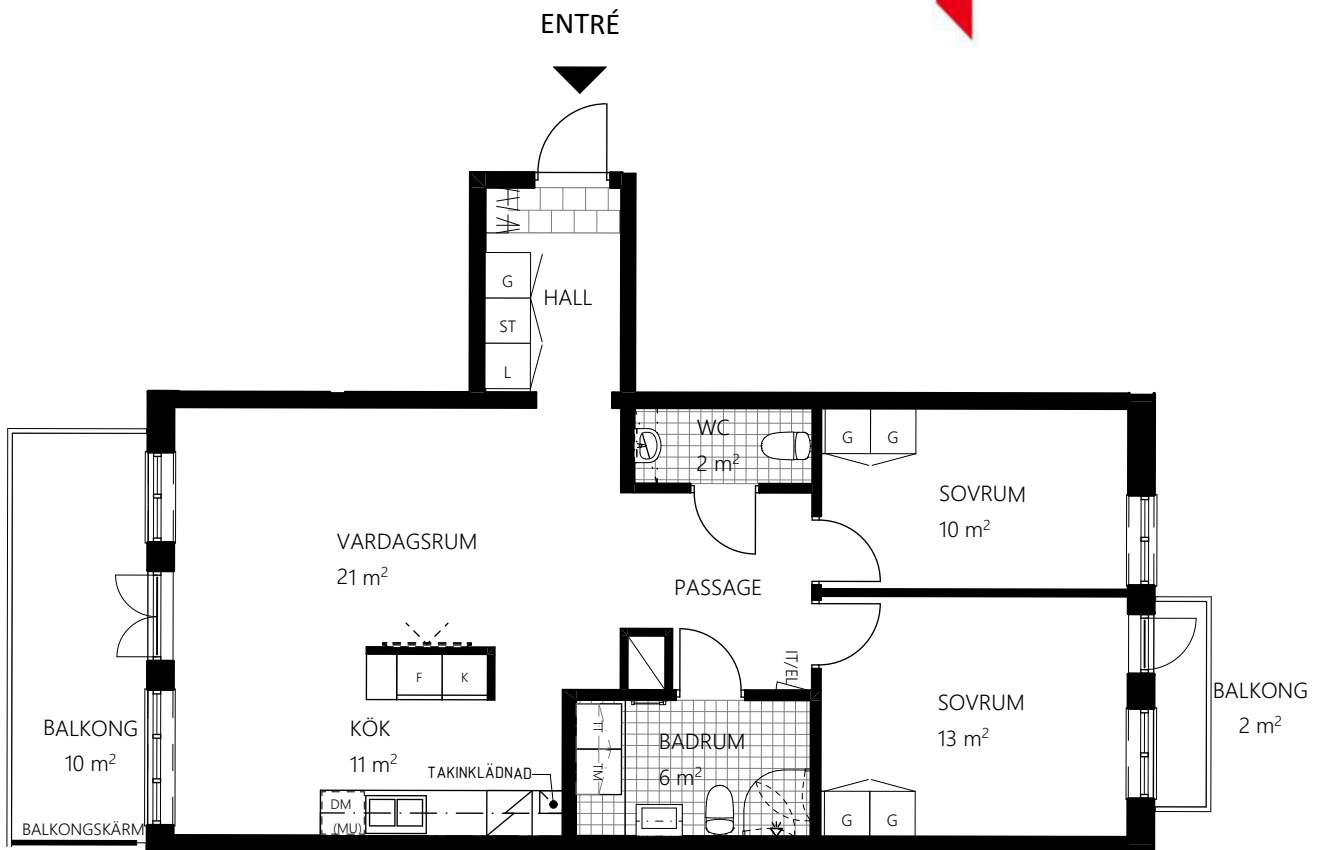 ENTRÉ
G
HALL
ST
L
WC
2 m²
G G
SOVRUM
10 m²
VARDAGSRUM
21 m²
PASSAGE
IT/EL
F K
SOVRUM
13 m²
BALKONG
2 m²
BALKONG
10 m²
KÖK
11 m²
TAKINKLÄDNAD
TT
TM
BADRUM
6 m²
DM
(MU)
G G
BALKONGSKÄRM